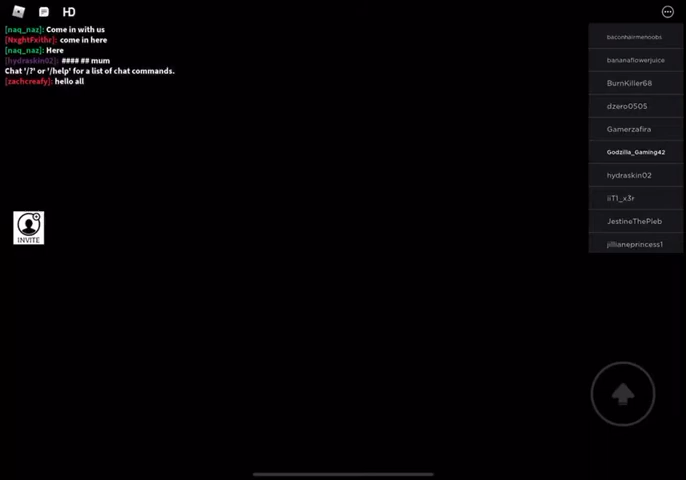 HD
[naq_naz]: Come in with us
[NxghtFxithr]: come in here
[naq_naz]: Here
[hydraskin02]: #### ## mum
Chat '/?' or '/help' for a list of chat commands.
[zachcreafy]: hello all
INVITE
baconhairmehoobs
bananaflowerjuice
BurnKiller68
dzero0505
Gamerzafira
Godzilla_Gaming42
hydraskin02
iiT1_x3r
JestineThePleb
jillianeprincess1